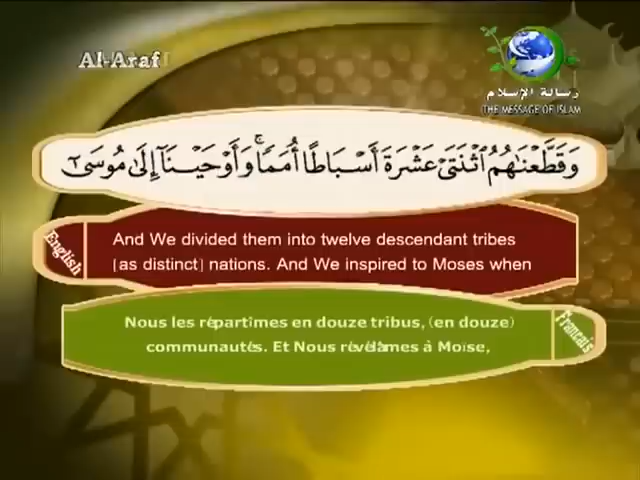 Al-Araf
رسالة الإسلام
THE MESSAGE OF ISLAM
وَقَطَّعْنَٰهُمُ ٱثْنَتَىْ عَشْرَةَ أَسْبَاطًا أُمَمًا ۚ وَأَوْحَيْنَآ إِلَىٰ مُوسَىٰٓ
English
And We divided them into twelve descendant tribes
[as distinct] nations. And We inspired to Moses when
Nous les répartîmes en douze tribus, (en douze)
communautés. Et Nous révélâmes à Moïse,
Francais